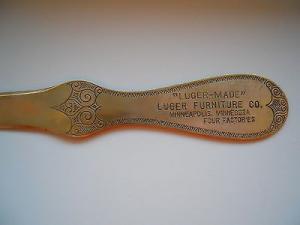 "LUGER-MADE"
LUGER FURNITURE CO.
MINNEAPOLIS, MINNESOTA
FOUR FACTORIES